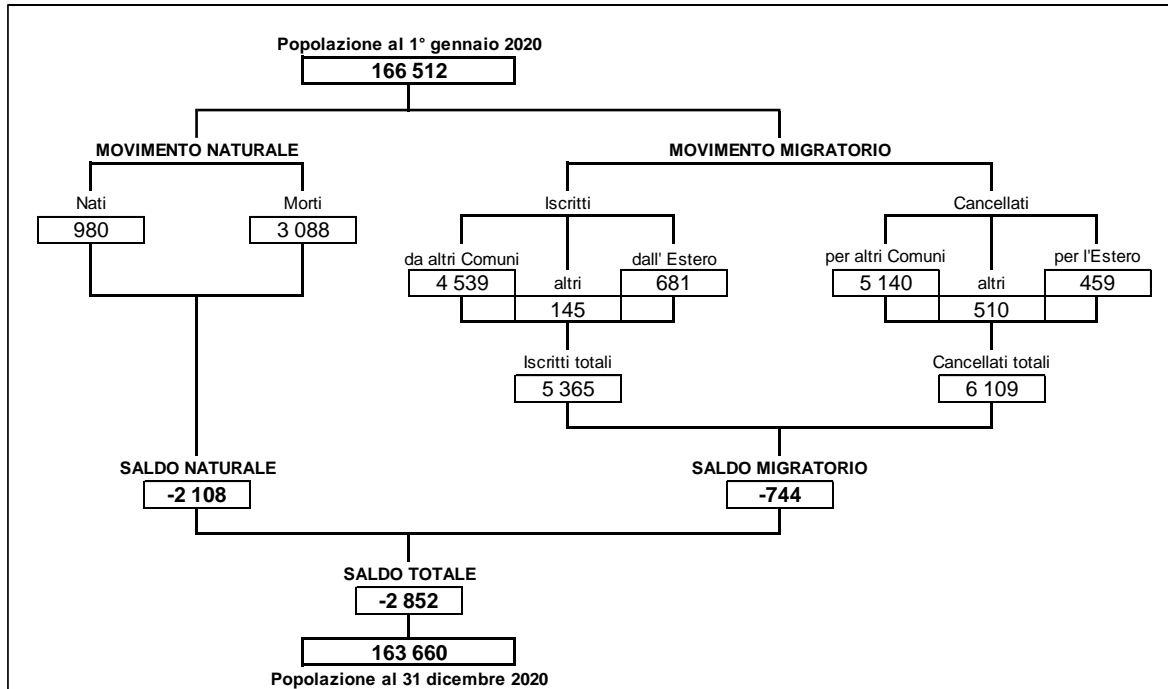 Popolazione al 1° gennaio 2020
166 512
MOVIMENTO NATURALE
MOVIMENTO MIGRATORIO
Nati
Morti
Iscritti
Cancellati
980
3 088
da altri Comuni
altri
dall' Estero
per altri Comuni
altri
per l'Estero
4 539
681
5 140
459
145
510
Iscritti totali
Cancellati totali
5 365
6 109
SALDO NATURALE
SALDO MIGRATORIO
-2 108
-744
SALDO TOTALE
-2 852
163 660
Popolazione al 31 dicembre 2020